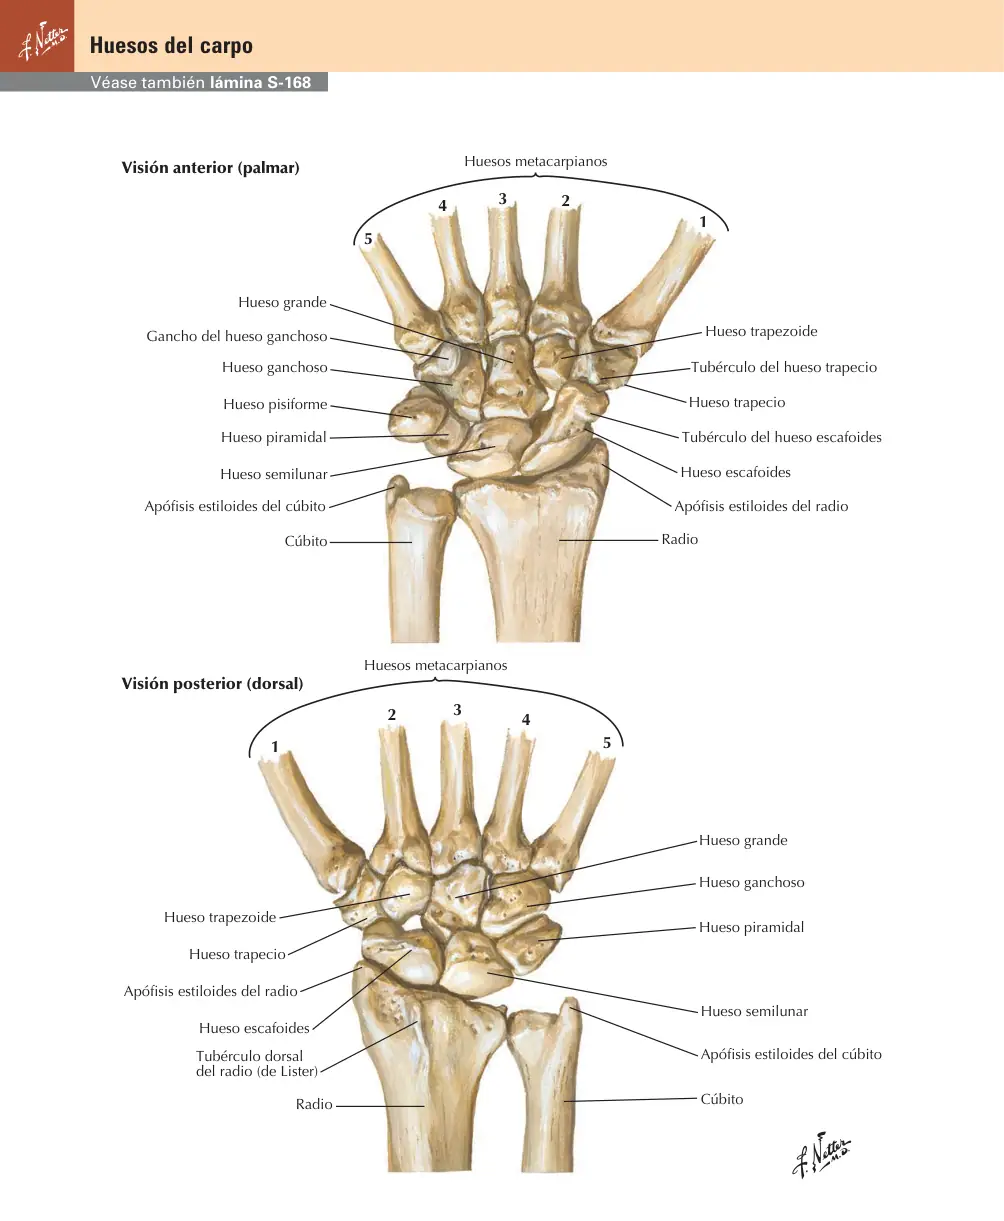 F. Netter M.D.
Huesos del carpo
Véase también lámina S-168
Visión anterior (palmar)
Huesos metacarpianos
5
4
3
2
1
Hueso grande
Gancho del hueso ganchoso
Hueso ganchoso
Hueso pisiforme
Hueso piramidal
Hueso semilunar
Apófisis estiloides del cúbito
Cúbito
Hueso trapezoide
Tubérculo del hueso trapecio
Hueso trapecio
Tubérculo del hueso escafoides
Hueso escafoides
Apófisis estiloides del radio
Radio
Visión posterior (dorsal)
Huesos metacarpianos
1
2
3
4
5
Hueso trapezoide
Hueso trapecio
Apófisis estiloides del radio
Hueso escafoides
Tubérculo dorsal
del radio (de Lister)
Radio
Hueso grande
Hueso ganchoso
Hueso piramidal
Hueso semilunar
Apófisis estiloides del cúbito
Cúbito
F. Netter M.D.